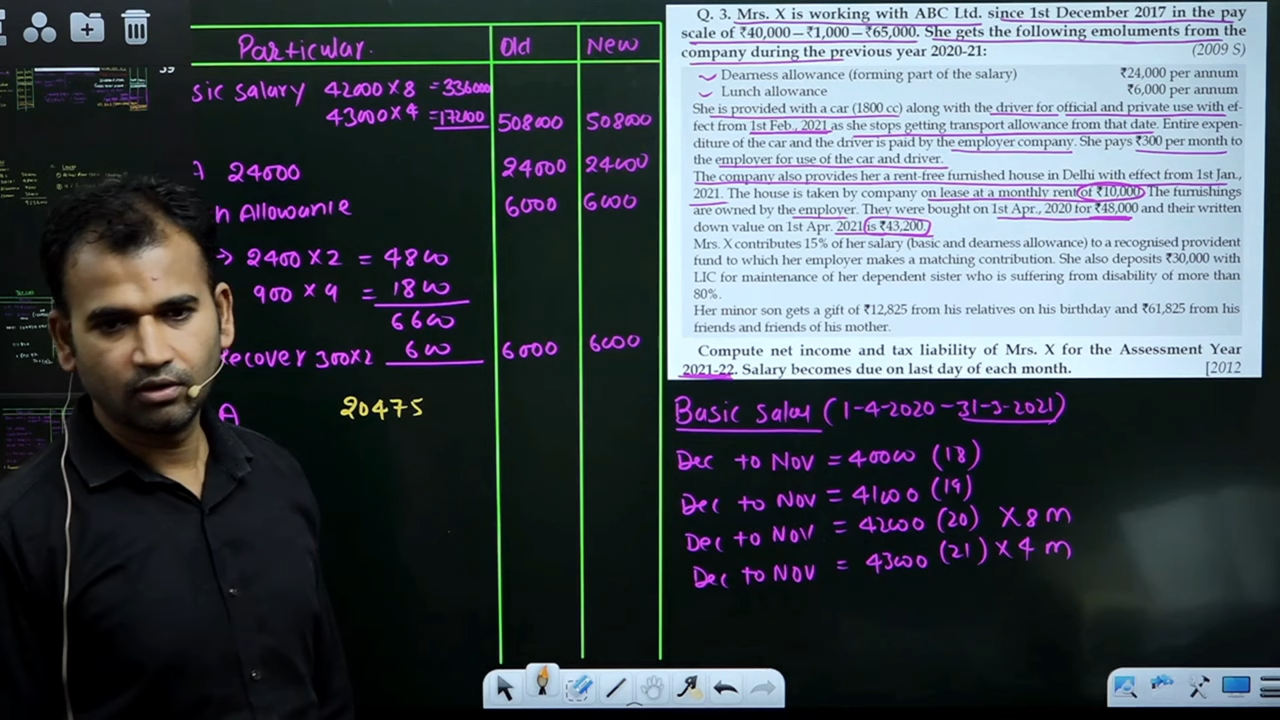 Particular. Old New
sic salary 42000 × 8 = 336000
43000 × 4 = 172000 508000 508000
A 24000 24000 24000
h Allowance 6000 6000
→ 2400 × 2 = 4800
900 × 4 = 1800
6600
Recover 300×2 600 6000 6000
A 20475
Q. 3. Mrs. X is working with ABC Ltd. since 1st December 2017 in the pay
scale of ₹40,000–₹1,000–₹65,000. She gets the following emoluments from the
company during the previous year 2020-21: (2009 S)
Dearness allowance (forming part of the salary) ₹24,000 per annum
Lunch allowance ₹6,000 per annum
She is provided with a car (1800 cc) along with the driver for official and private use with ef-
fect from 1st Feb., 2021 as she stops getting transport allowance from that date. Entire expen-
diture of the car and the driver is paid by the employer company. She pays ₹300 per month to
the employer for use of the car and driver.
The company also provides her a rent-free furnished house in Delhi with effect from 1st Jan.,
2021. The house is taken by company on lease at a monthly rent of ₹10,000. The furnishings
are owned by the employer. They were bought on 1st Apr., 2020 for ₹48,000 and their written
down value on 1st Apr. 2021 is ₹43,200.
Mrs. X contributes 15% of her salary (basic and dearness allowance) to a recognised provident
fund to which her employer makes a matching contribution. She also deposits ₹30,000 with
LIC for maintenance of her dependent sister who is suffering from disability of more than
80%.
Her minor son gets a gift of ₹12,825 from his relatives on his birthday and ₹61,825 from his
friends and friends of his mother.
Compute net income and tax liability of Mrs. X for the Assessment Year
2021-22. Salary becomes due on last day of each month. [2012
Basic Salary (1-4-2020-31-3-2021)
Dec to Nov = 40000 (18)
Dec to Nov = 41000 (19)
Dec to Nov = 42000 (20) × 8 m
Dec to Nov = 43000 (21) × 4 m